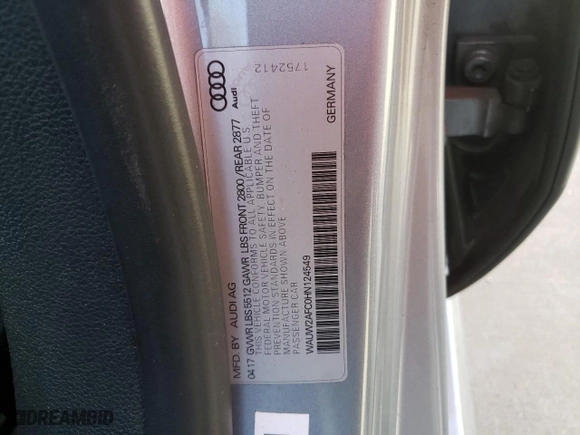 MFD. BY AUDI AG
04 17 GVWR LBS 5512 GAWR LBS FRONT 2800 / REAR 2877
THIS VEHICLE CONFORMS TO ALL APPLICABLE U S
FEDERAL MOTOR VEHICLE SAFETY, BUMPER AND THEFT
PREVENTION STANDARDS IN EFFECT ON THE DATE OF
MANUFACTURE SHOWN ABOVE
PASSENGER CAR
WAUW2AFC0HN124549
GERMANY
Audi
1752412
DREAMBID